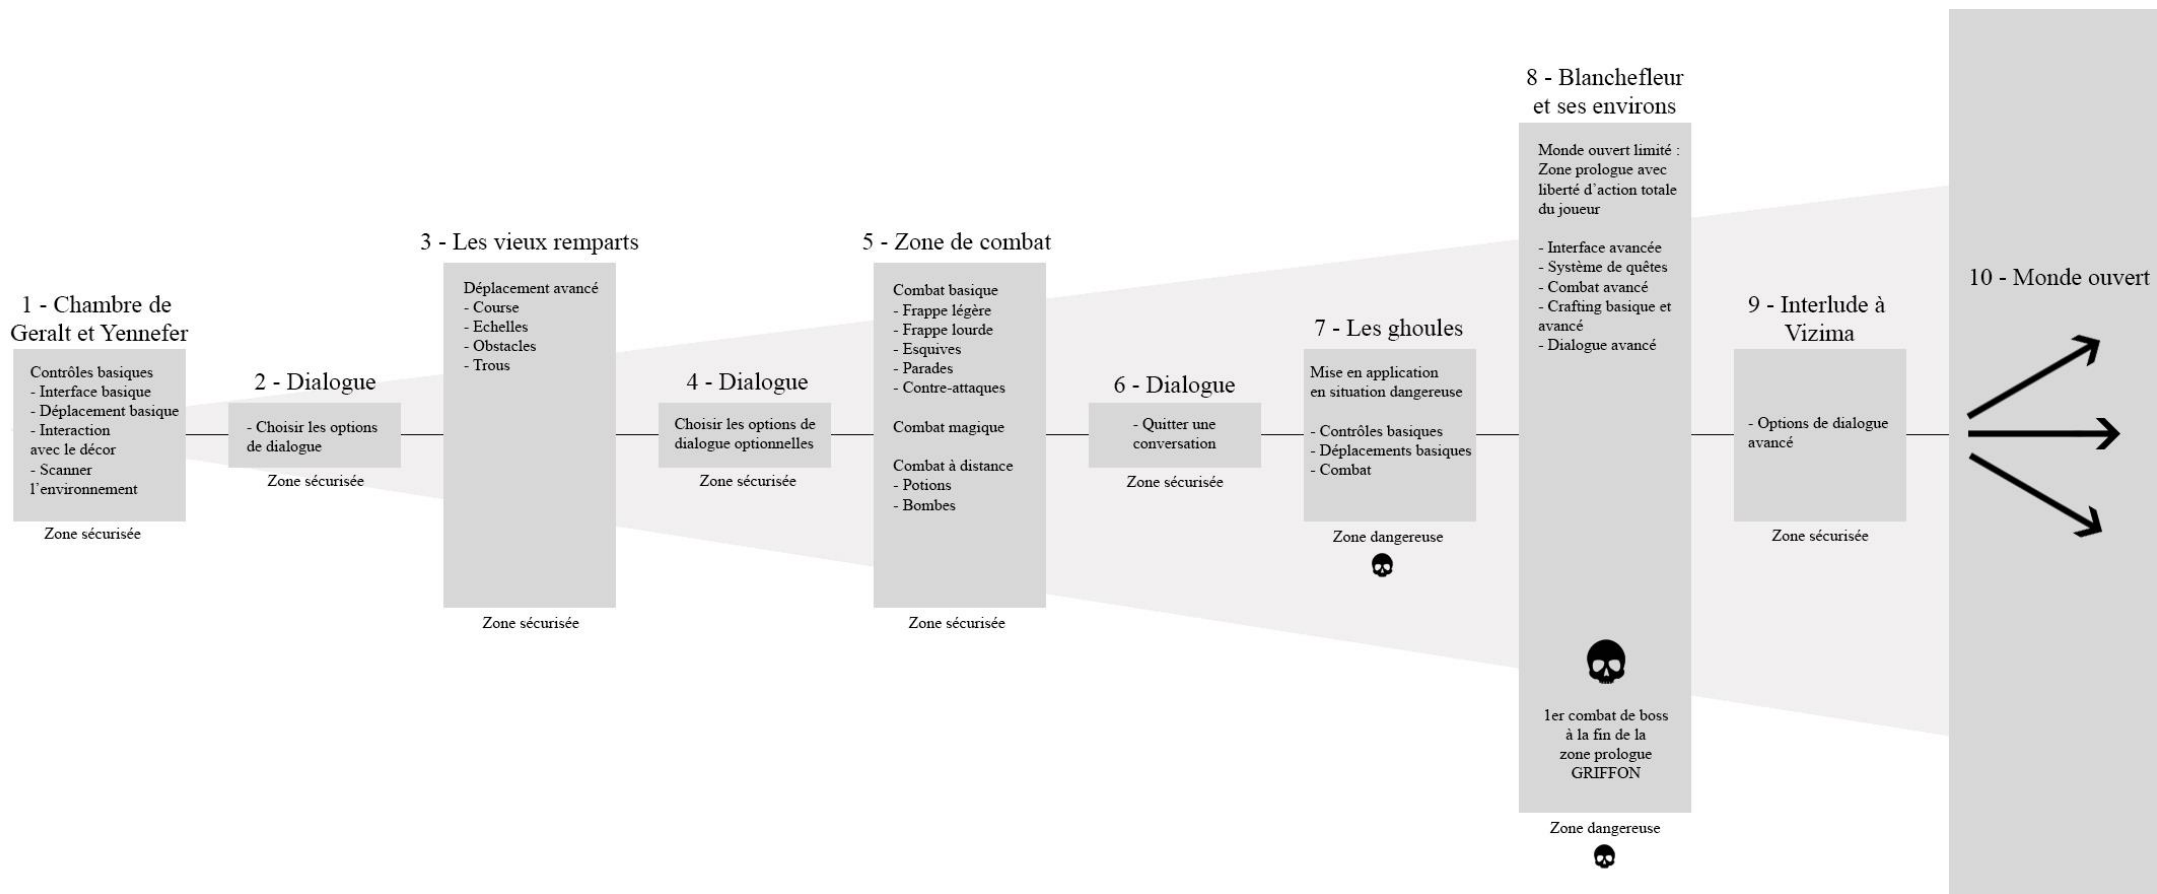 1 - Chambre de
Geralt et Yennefer
Contrôles basiques
- Interface basique
- Déplacement basique
- Interaction
avec le décor
- Scanner
l’environnement
Zone sécurisée
2 - Dialogue
- Choisir les options
de dialogue
Zone sécurisée
3 - Les vieux remparts
Déplacement avancé
- Course
- Echelles
- Obstacles
- Trous
Zone sécurisée
4 - Dialogue
Choisir les options de
dialogue optionnelles
Zone sécurisée
5 - Zone de combat
Combat basique
- Frappe légère
- Frappe lourde
- Esquives
- Parades
- Contre-attaques
Combat magique
Combat à distance
- Potions
- Bombes
Zone sécurisée
6 - Dialogue
- Quitter une
conversation
Zone sécurisée
7 - Les ghoules
Mise en application
en situation dangereuse
- Contrôles basiques
- Déplacements basiques
- Combat
Zone dangereuse
8 - Blanchefleur
et ses environs
Monde ouvert limité :
Zone prologue avec
liberté d’action totale
du joueur
- Interface avancée
- Système de quêtes
- Combat avancé
- Crafting basique et
avancé
- Dialogue avancé
1er combat de boss
à la fin de la
zone prologue
GRIFFON
Zone dangereuse
9 - Interlude à
Vizima
- Options de dialogue
avancé
Zone sécurisée
10 - Monde ouvert